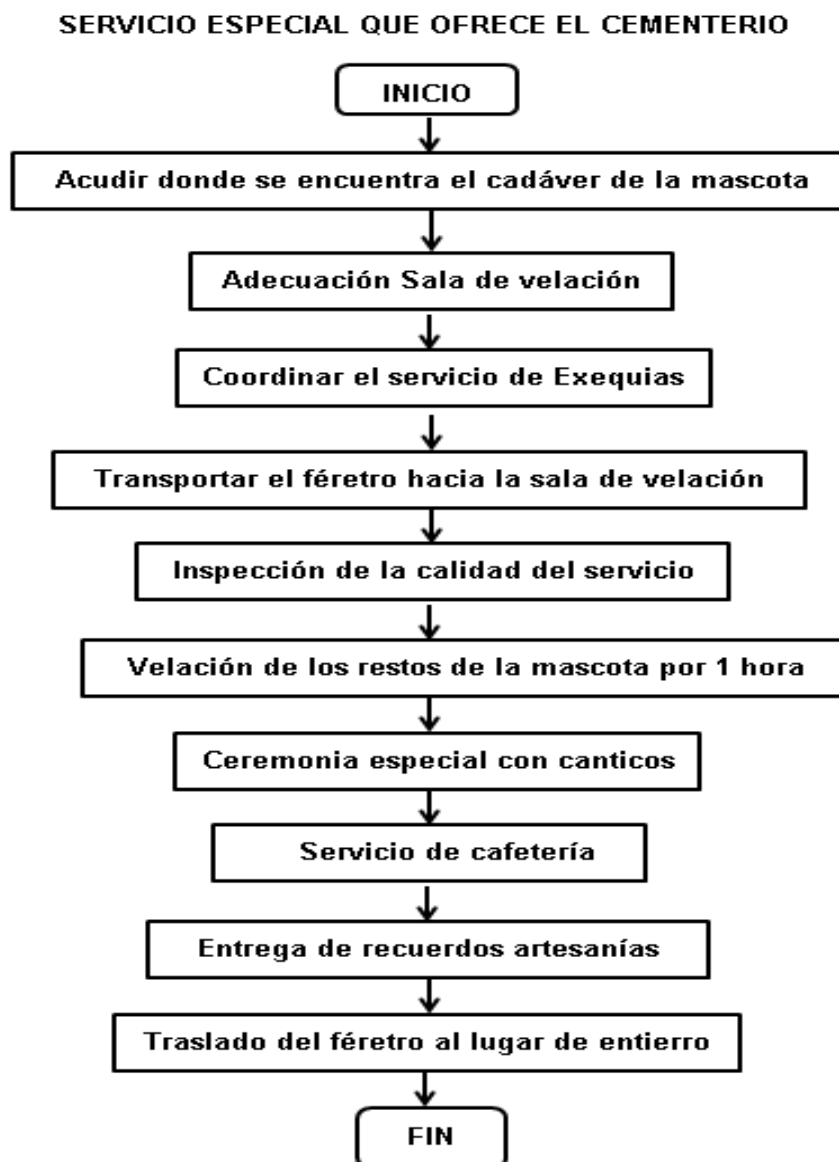 SERVICIO ESPECIAL QUE OFRECE EL CEMENTERIO
INICIO
Acudir donde se encuentra el cadáver de la mascota
Adecuación Sala de velación
Coordinar el servicio de Exequias
Transportar el féretro hacia la sala de velación
Inspección de la calidad del servicio
Velación de los restos de la mascota por 1 hora
Ceremonia especial con canticos
Servicio de cafetería
Entrega de recuerdos artesanías
Traslado del féretro al lugar de entierro
FIN